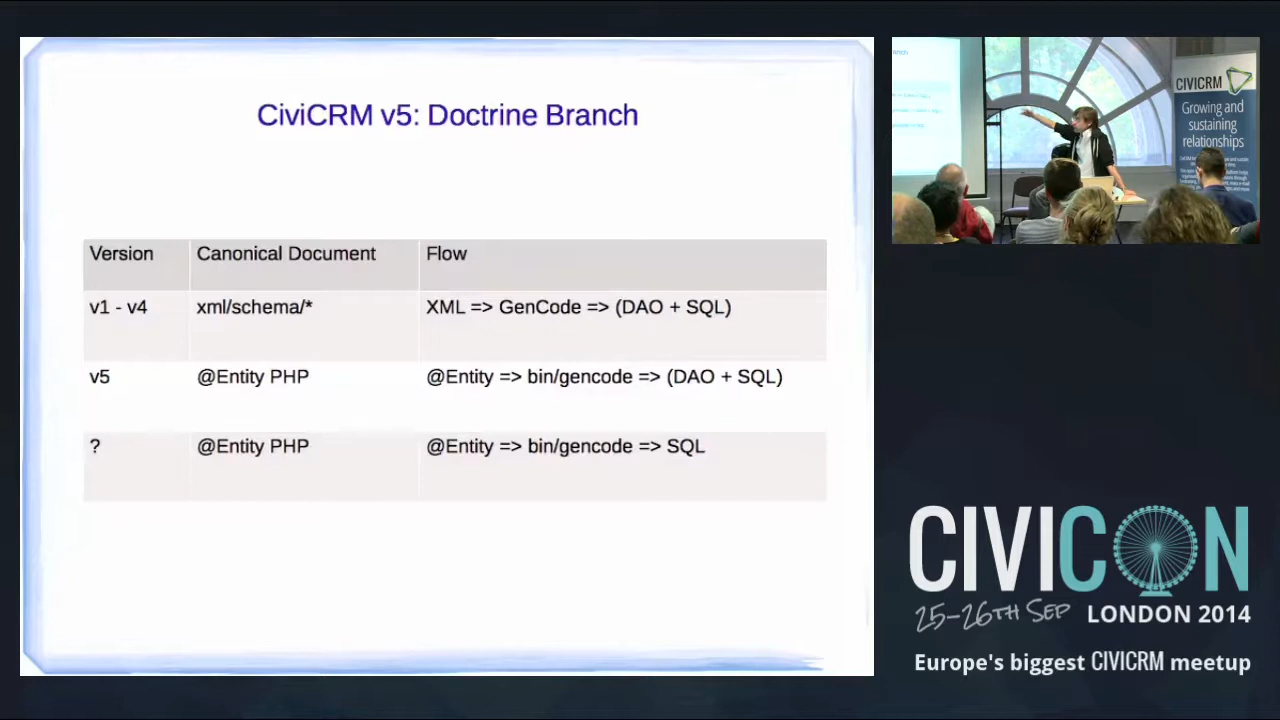 CiviCRM v5: Doctrine Branch
Version Canonical Document Flow
v1 - v4 xml/schema/* XML => GenCode => (DAO + SQL)
v5 @Entity PHP @Entity => bin/gencode => (DAO + SQL)
? @Entity PHP @Entity => bin/gencode => SQL
CIVICRM
Growing and
sustaining
relationships
CIVICON
25-26TH SEP LONDON 2014
Europe's biggest CIVICRM meetup